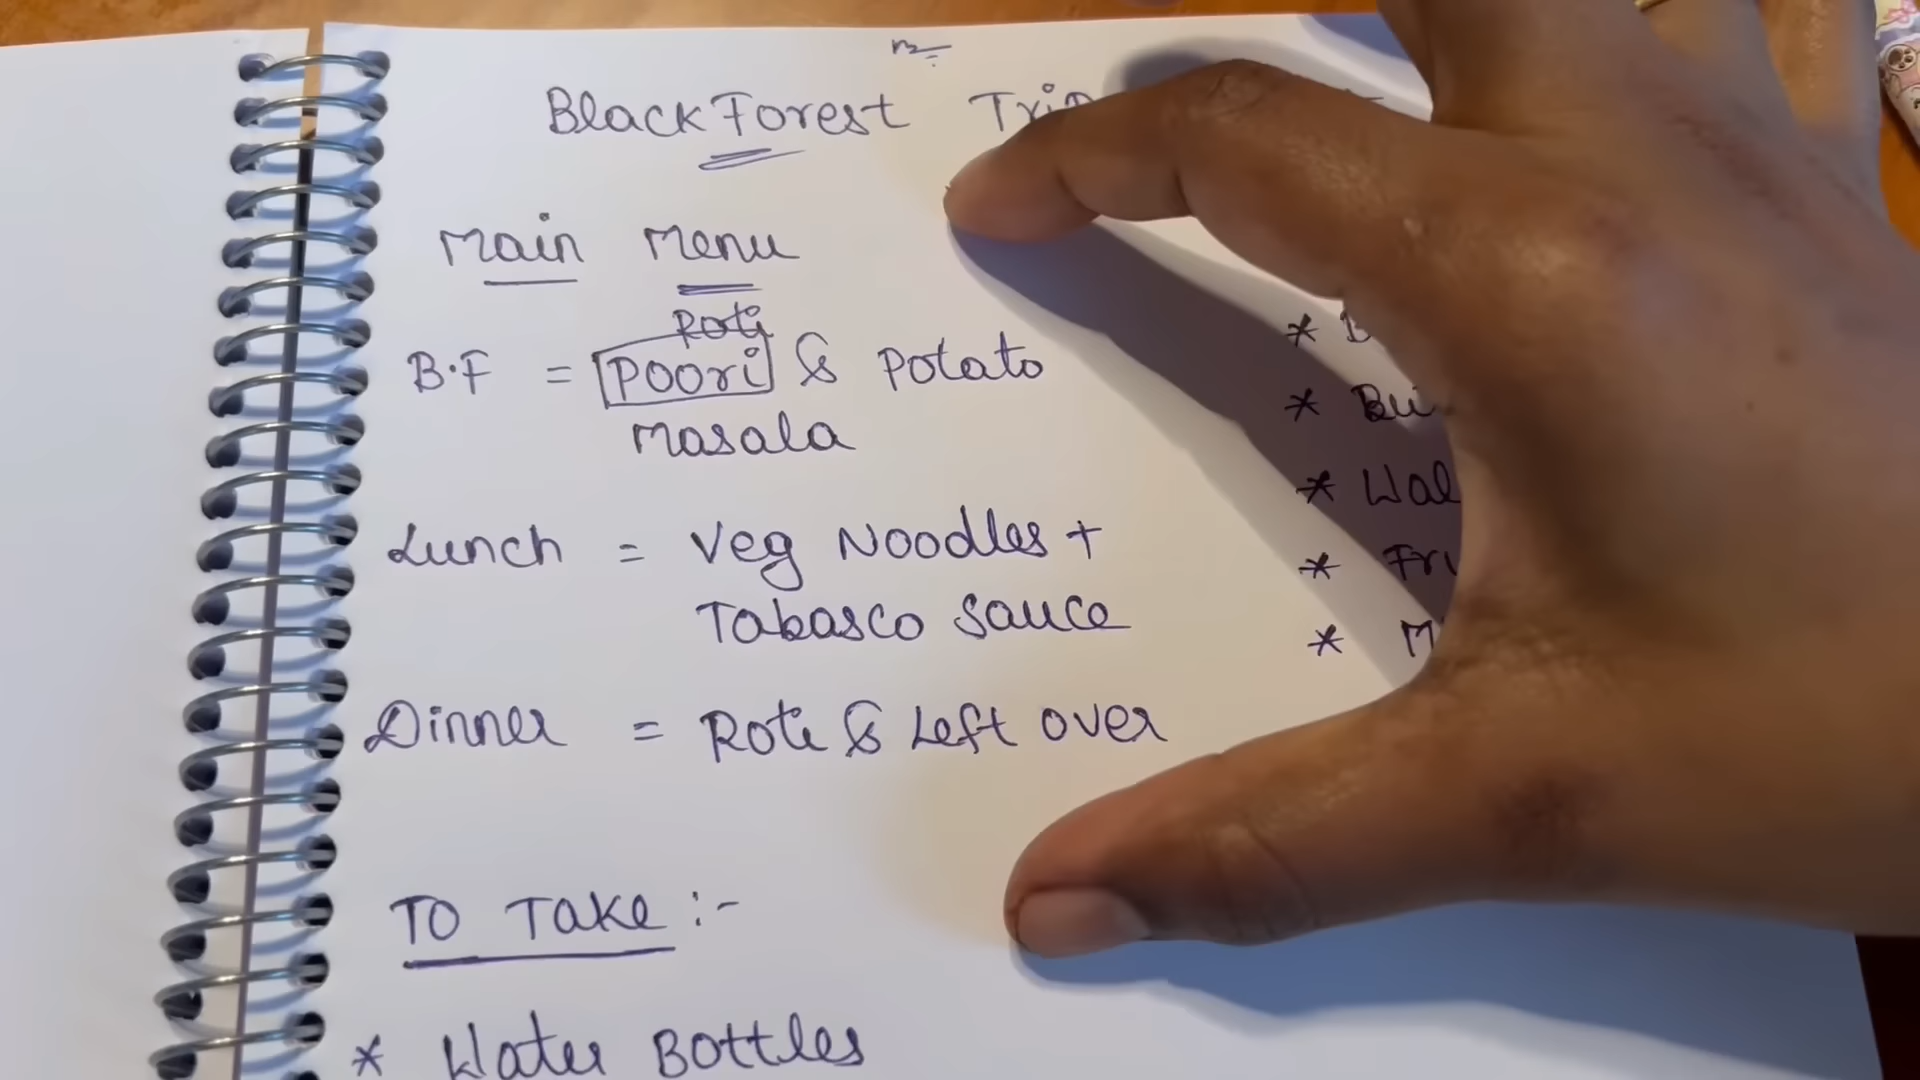 Black Forest
Main Menu
Roti
B.F = Poori & Potato
Masala
Lunch = Veg Noodles +
Tabasco Sauce
Dinner = Roti & Left over
To Take :-
* Water Bottles